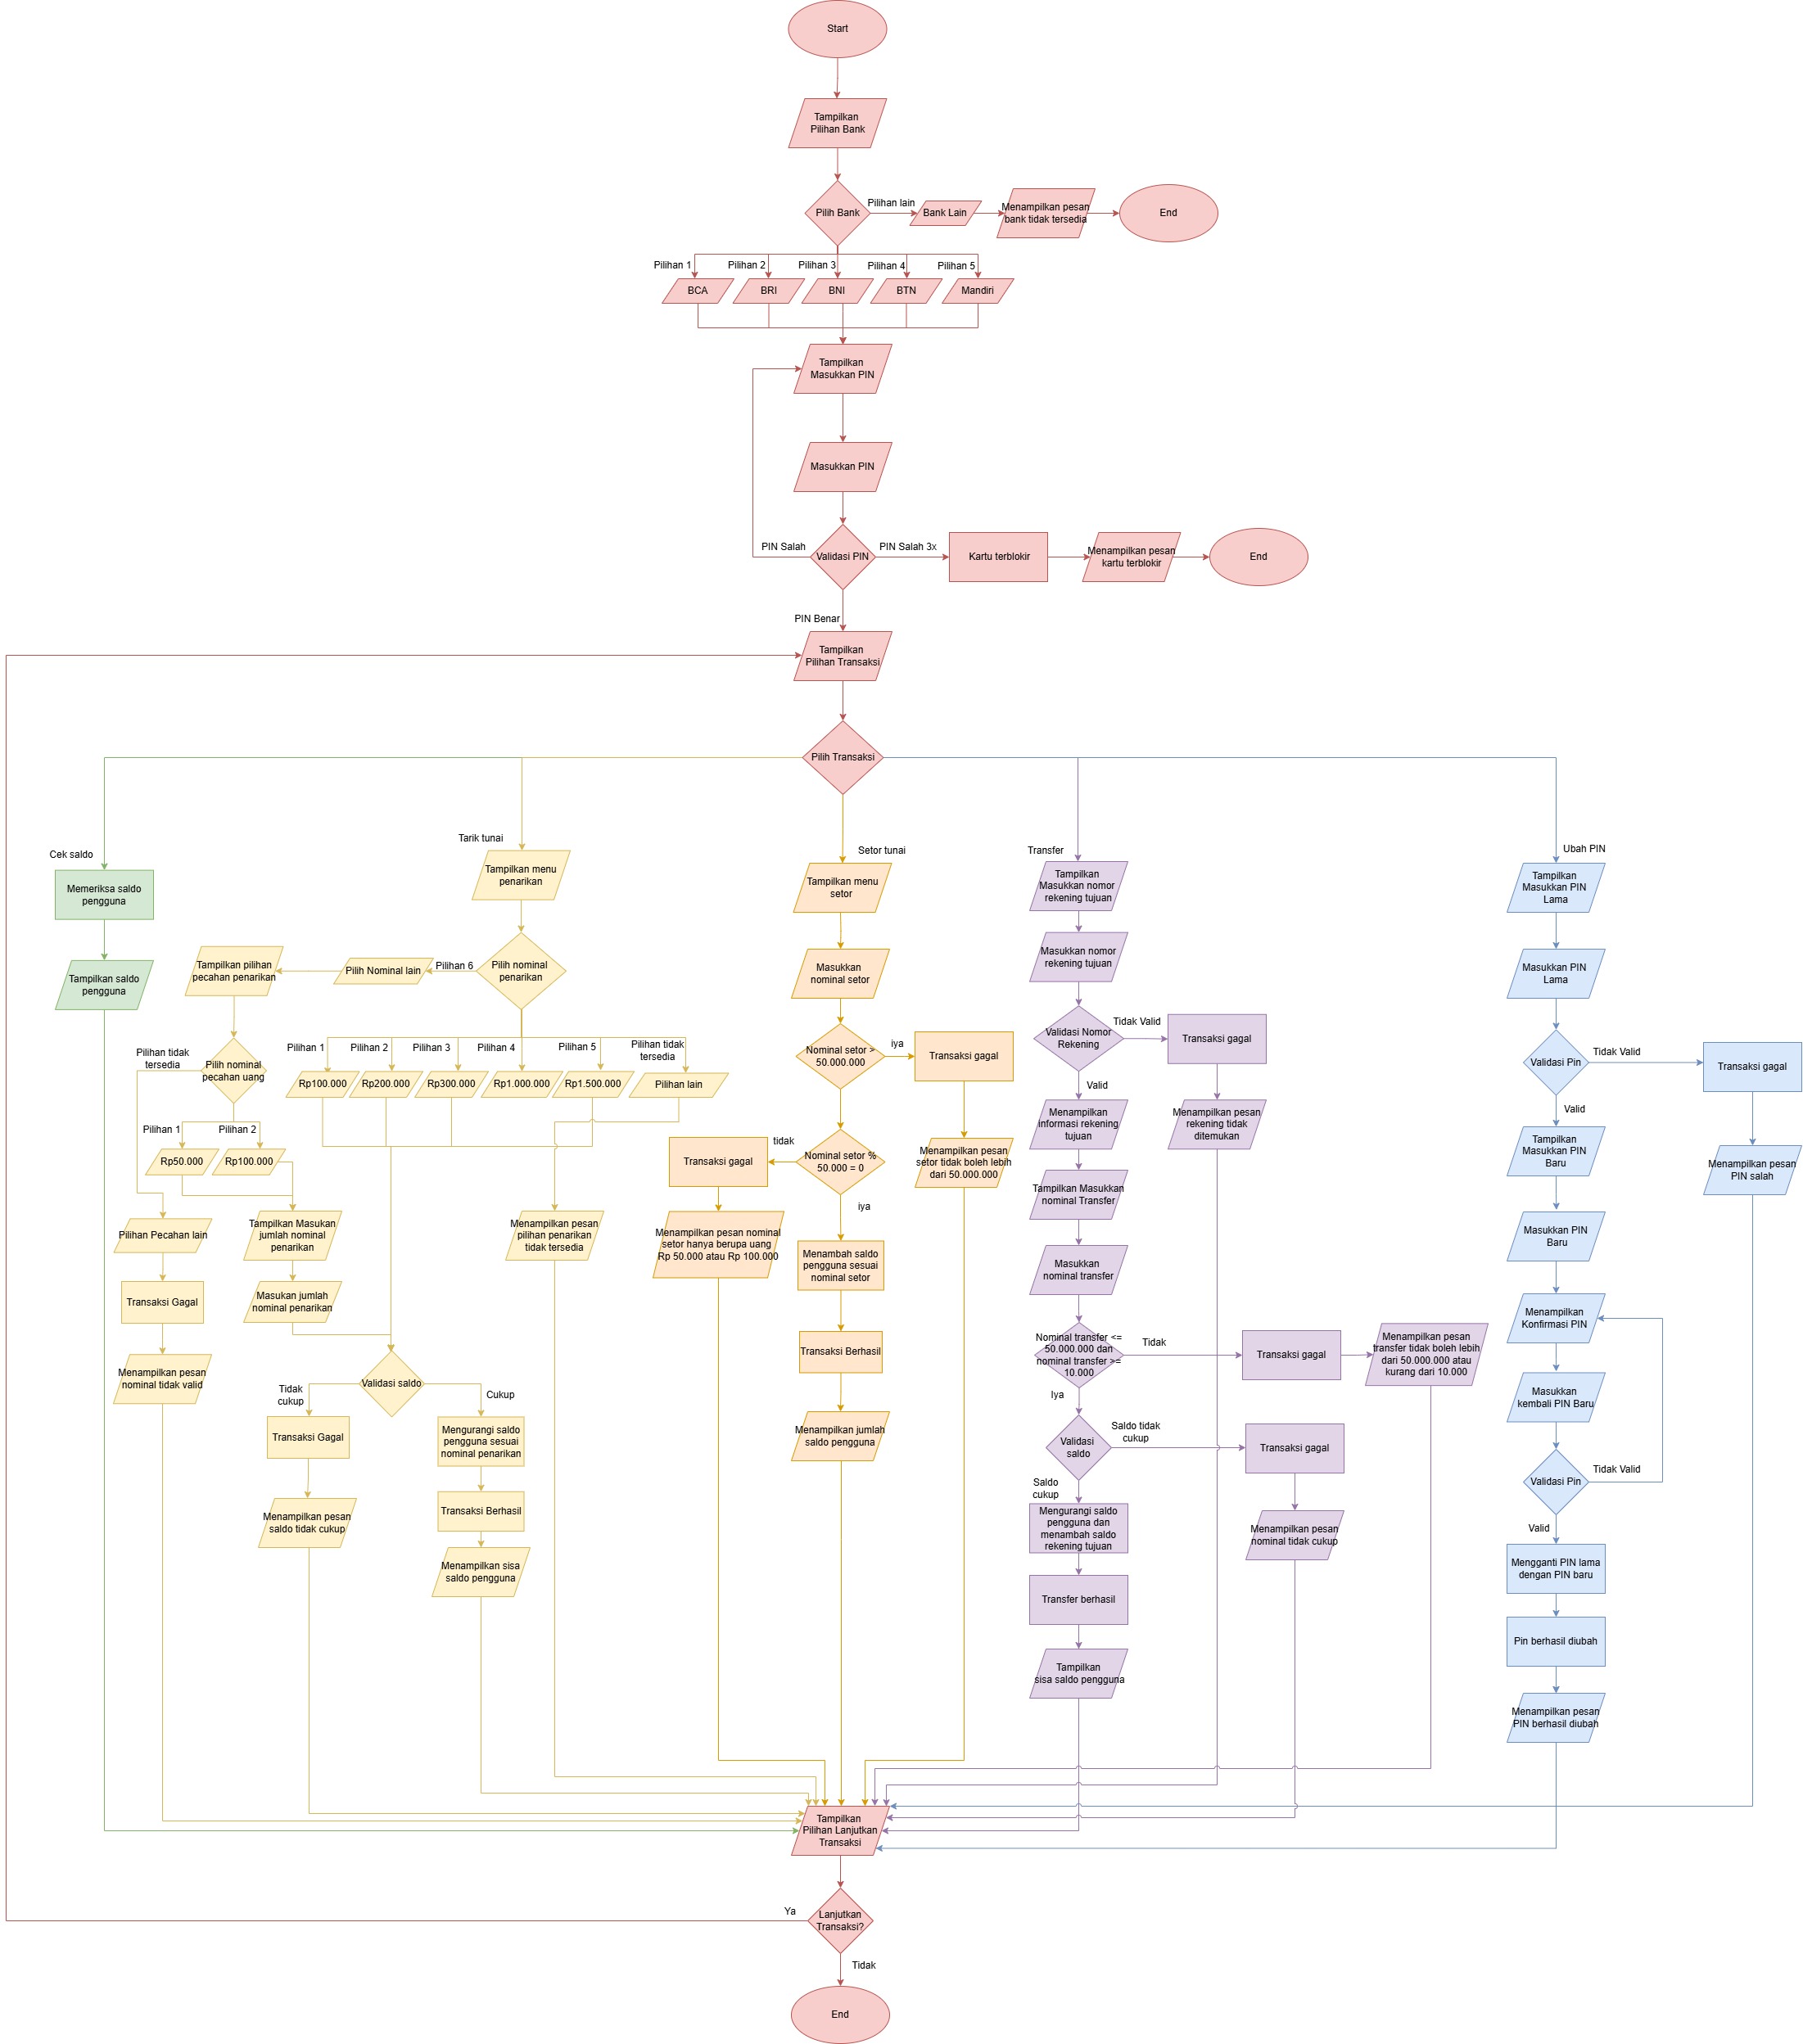 Start
Tampilkan
Pilihan Bank
Pilih Bank
Pilihan lain
Bank Lain
Menampilkan pesan
bank tidak tersedia
End
Pilihan 1
Pilihan 2
Pilihan 3
Pilihan 4
Pilihan 5
BCA
BRI
BNI
BTN
Mandiri
Tampilkan
Masukkan PIN
Masukkan PIN
PIN Salah
Validasi PIN
PIN Salah 3x
Kartu terblokir
Menampilkan pesan
kartu terblokir
End
PIN Benar
Tampilkan
Pilihan Transaksi
Pilih Transaksi
Cek saldo
Memeriksa saldo
pengguna
Tampilkan saldo
pengguna
Tarik tunai
Tampilkan menu
penarikan
Pilih nominal
penarikan
Pilihan 6
Pilih Nominal lain
Tampilkan pilihan
pecahan penarikan
Pilihan tidak
tersedia
Pilih nominal
pecahan uang
Pilihan 1
Pilihan 2
Rp50.000
Rp100.000
Pilihan Pecahan lain
Transaksi Gagal
Menampilkan pesan
nominal tidak valid
Tampilkan Masukan
jumlah nominal
penarikan
Masukan jumlah
nominal penarikan
Pilihan 1
Pilihan 2
Pilihan 3
Pilihan 4
Pilihan 5
Pilihan tidak
tersedia
Rp100.000
Rp200.000
Rp300.000
Rp1.000.000
Rp1.500.000
Pilihan lain
Menampilkan pesan
pilihan penarikan
tidak tersedia
Validasi saldo
Tidak
cukup
Cukup
Transaksi Gagal
Menampilkan pesan
saldo tidak cukup
Mengurangi saldo
pengguna sesuai
nominal penarikan
Transaksi Berhasil
Menampilkan sisa
saldo pengguna
Setor tunai
Tampilkan menu
setor
Masukkan
nominal setor
Nominal setor >
50.000.000
iya
Transaksi gagal
Menampilkan pesan
setor tidak boleh lebih
dari 50.000.000
Nominal setor %
50.000 = 0
tidak
Transaksi gagal
Menampilkan pesan nominal
setor hanya berupa uang
Rp 50.000 atau Rp 100.000
iya
Menambah saldo
pengguna sesuai
nominal setor
Transaksi Berhasil
Menampilkan jumlah
saldo pengguna
Transfer
Tampilkan
Masukkan nomor
rekening tujuan
Masukkan nomor
rekening tujuan
Validasi Nomor
Rekening
Tidak Valid
Transaksi gagal
Menampilkan pesan
rekening tidak
ditemukan
Valid
Menampilkan
informasi rekening
tujuan
Tampilkan Masukkan
nominal Transfer
Masukkan
nominal transfer
Nominal transfer <=
50.000.000 dan
nominal transfer >=
10.000
Tidak
Transaksi gagal
Menampilkan pesan
transfer tidak boleh lebih
dari 50.000.000 atau
kurang dari 10.000
Iya
Validasi
saldo
Saldo tidak
cukup
Transaksi gagal
Menampilkan pesan
nominal tidak cukup
Saldo
cukup
Mengurangi saldo
pengguna dan
menambah saldo
rekening tujuan
Transfer berhasil
Tampilkan
sisa saldo pengguna
Ubah PIN
Tampilkan
Masukkan PIN
Lama
Masukkan PIN
Lama
Validasi Pin
Tidak Valid
Transaksi gagal
Menampilkan pesan
PIN salah
Valid
Tampilkan
Masukkan PIN
Baru
Masukkan PIN
Baru
Menampilkan
Konfirmasi PIN
Masukkan
kembali PIN Baru
Validasi Pin
Tidak Valid
Valid
Mengganti PIN lama
dengan PIN baru
Pin berhasil diubah
Menampilkan pesan
PIN berhasil diubah
Tampilkan
Pilihan Lanjutkan
Transaksi
Lanjutkan
Transaksi?
Ya
Tidak
End